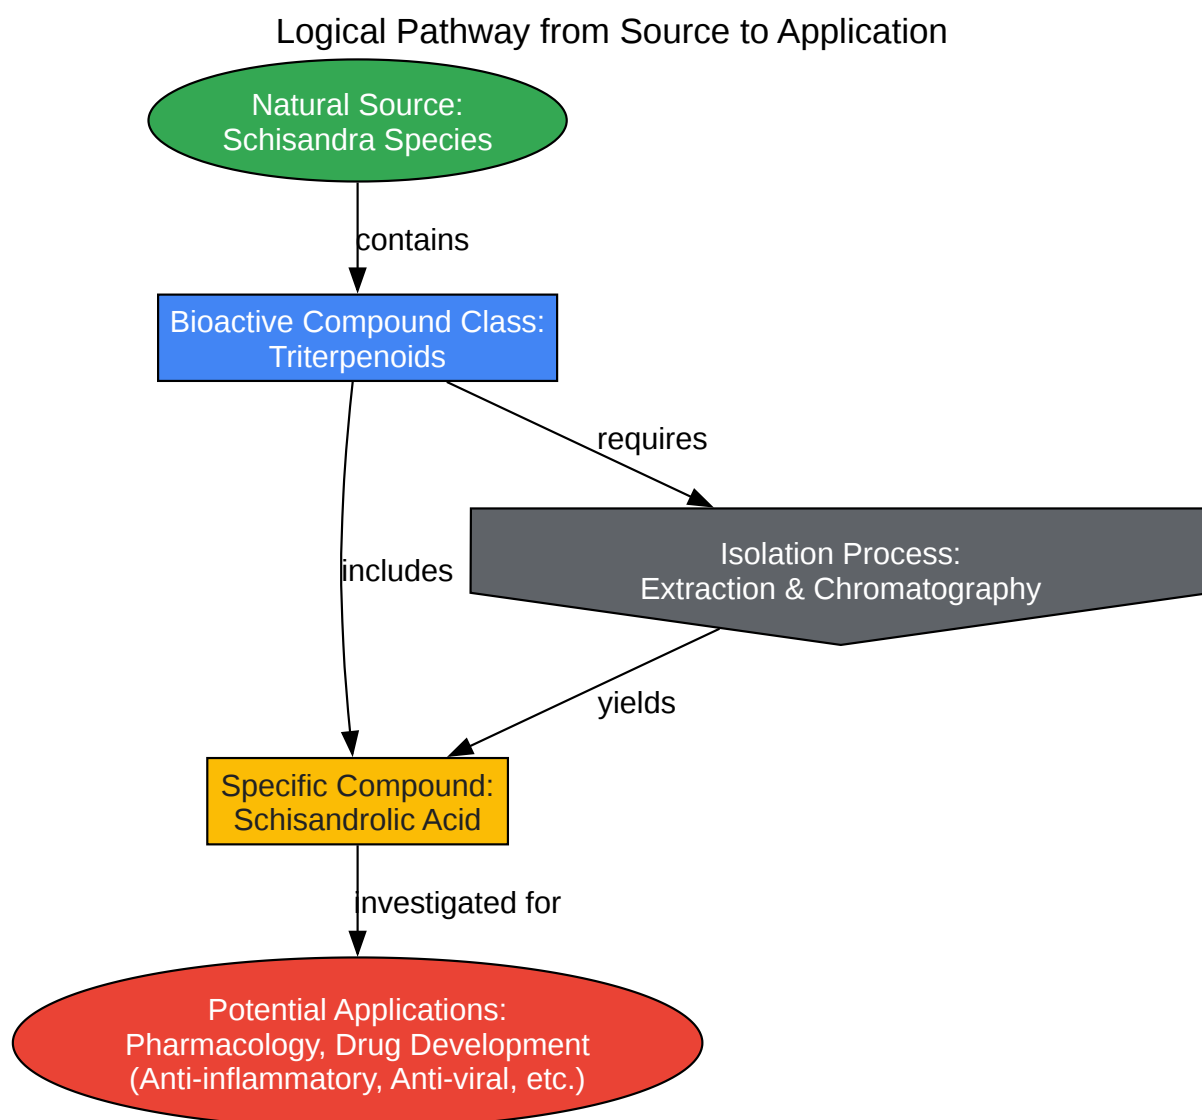 Logical Pathway from Source to Application
Natural Source:
Schisandra Species
contains
Bioactive Compound Class:
Triterpenoids
requires
Isolation Process:
Extraction & Chromatography
includes
yields
Specific Compound:
Schisandrolic Acid
investigated for
Potential Applications:
Pharmacology, Drug Development
(Anti-inflammatory, Anti-viral, etc.)